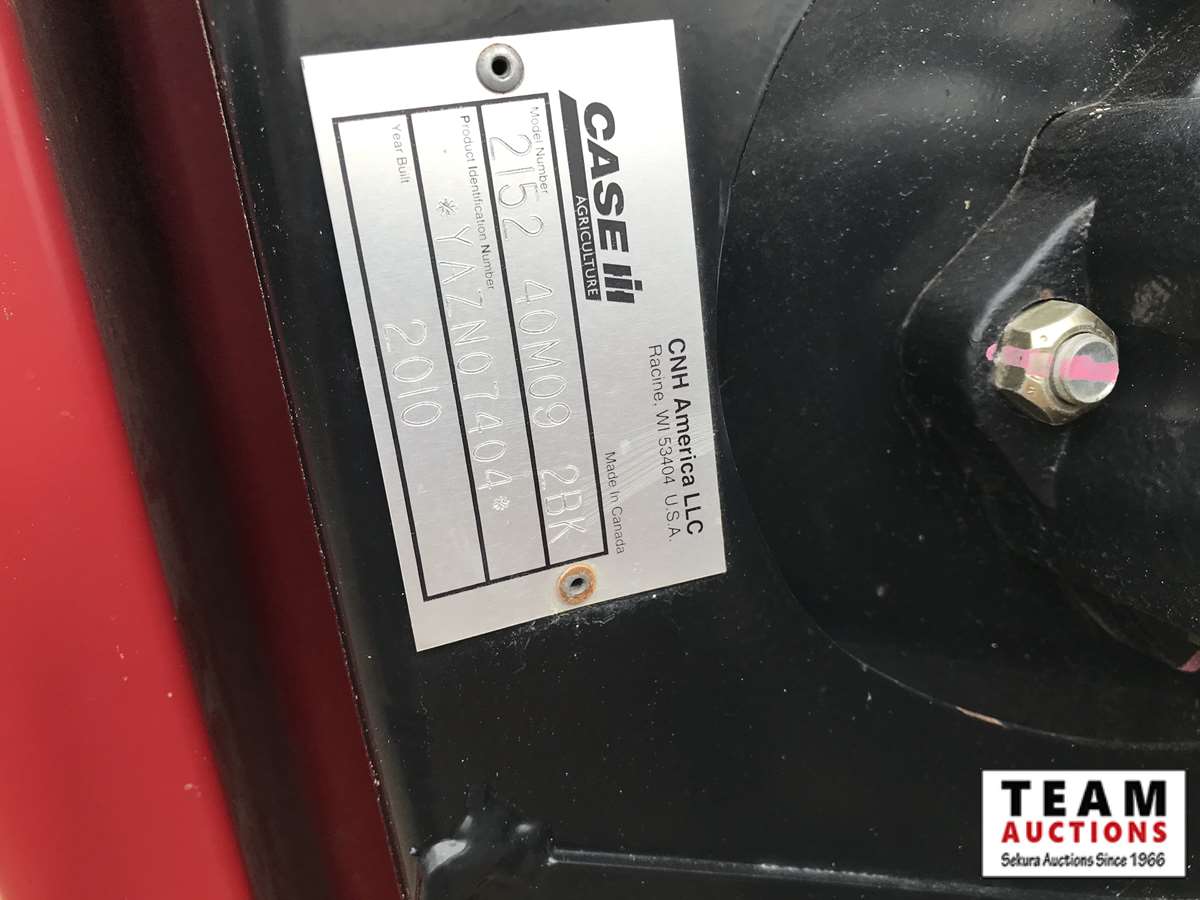 CNH America LLC
Racine, WI 53404 U.S.A.
CASE IH
AGRICULTURE
Made In Canada
Model Number
2152 40M09 2BK
Product Identification Number
*YAZN07404*
Year Built
2010
TEAM
AUCTIONS
Sekura Auctions Since 1966